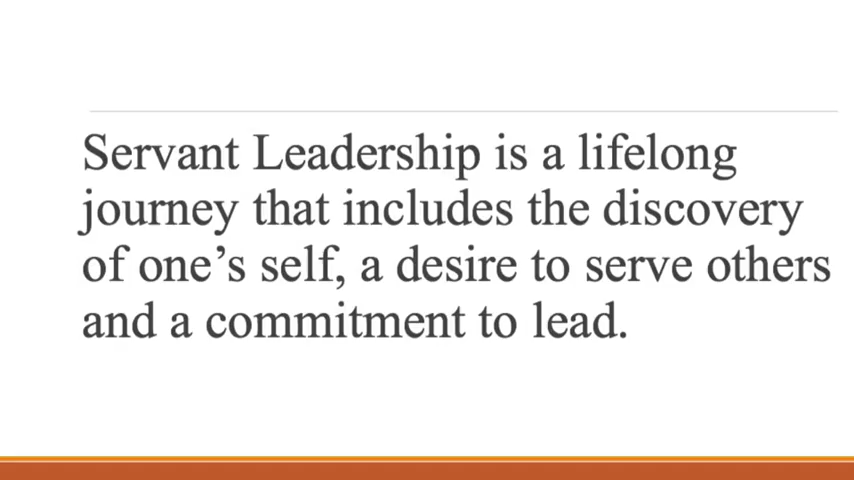 Servant Leadership is a lifelong
journey that includes the discovery
of one’s self, a desire to serve others
and a commitment to lead.